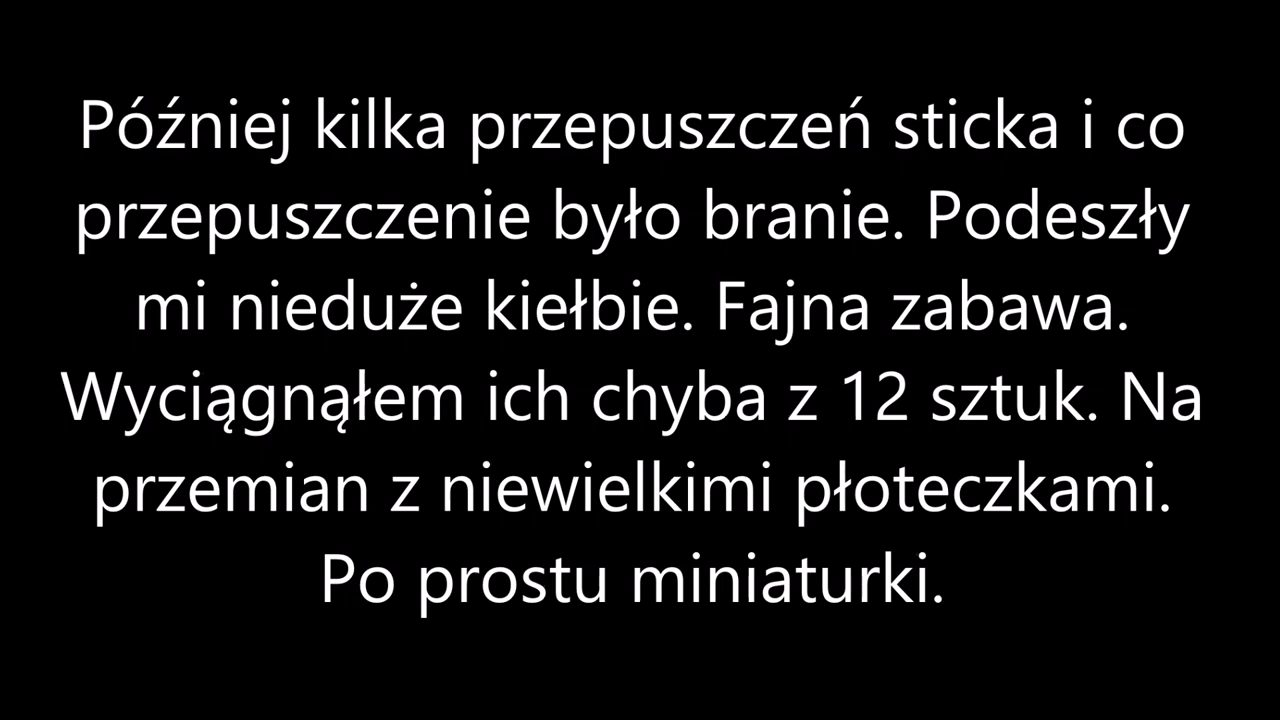 Później kilka przepuszczeń sticka i co
przepuszczenie było branie. Podeszły
mi nieduże kiełbie. Fajna zabawa.
Wyciągnąłem ich chyba z 12 sztuk. Na
przemian z niewielkimi płoteczkami.
Po prostu miniaturki.